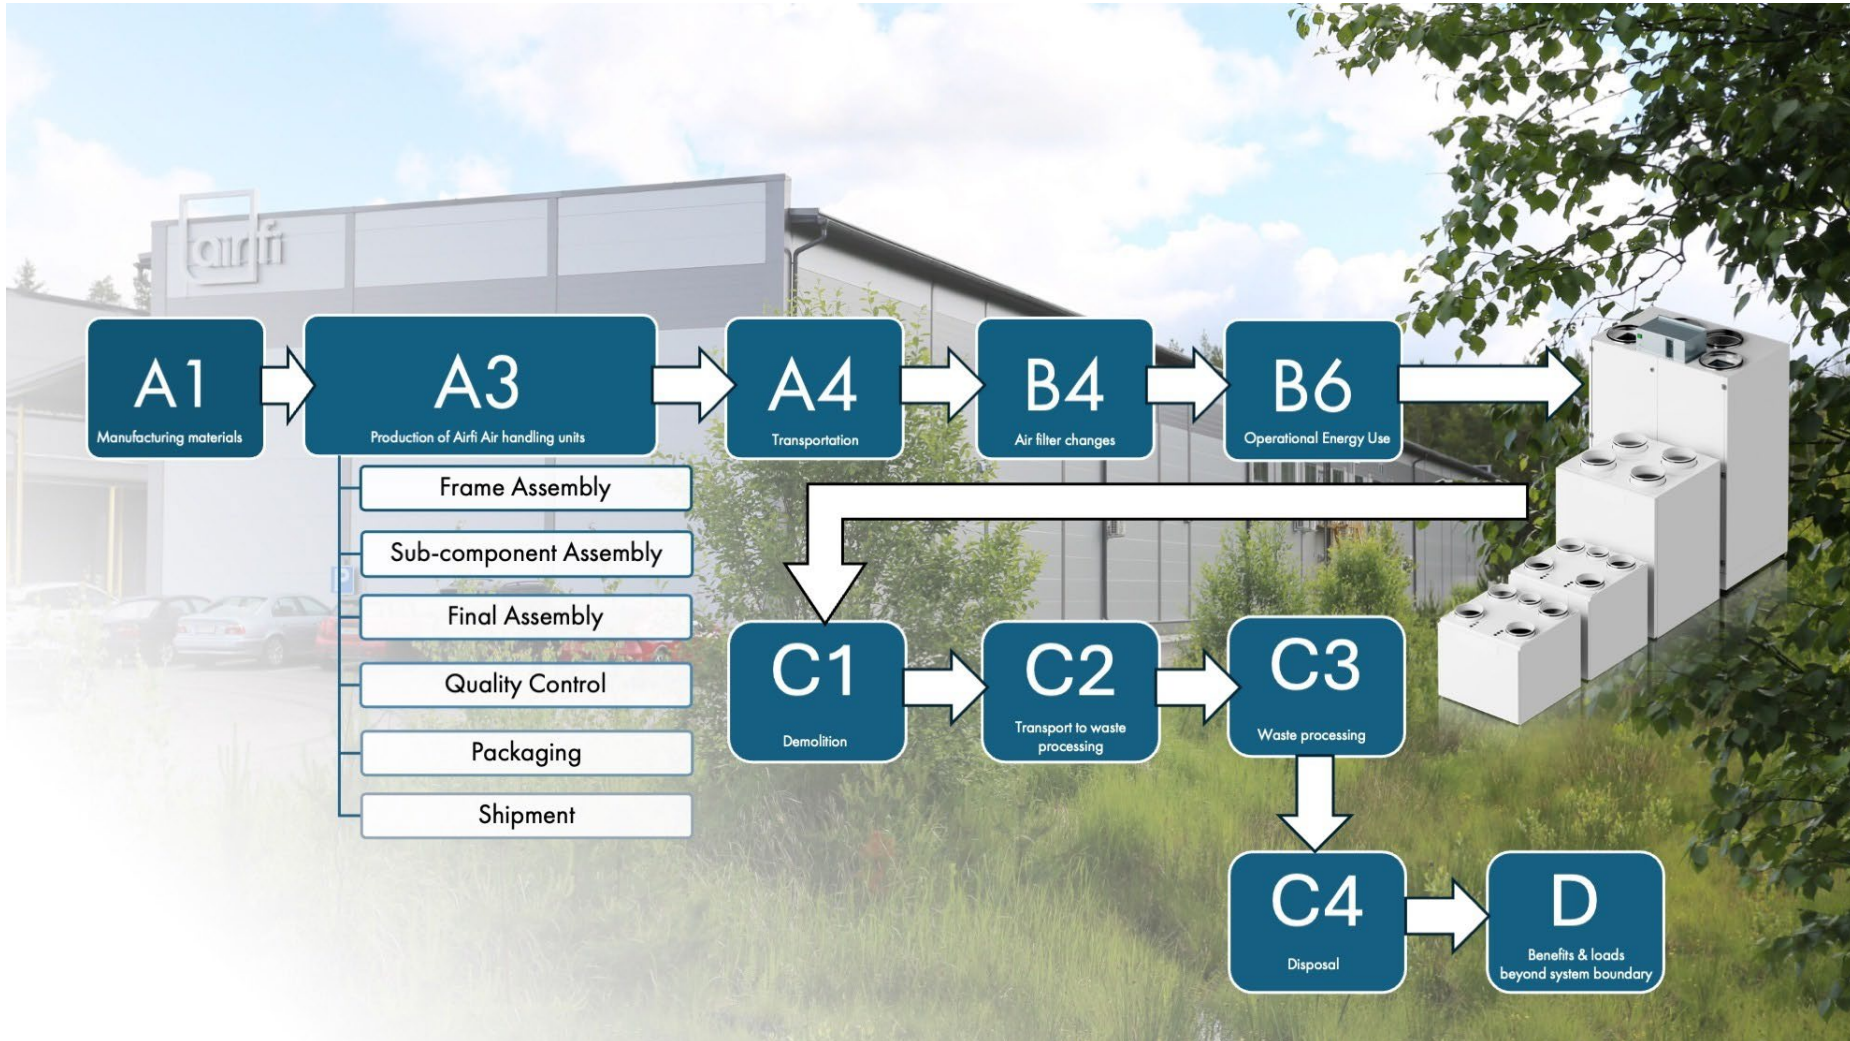 airfi
A1
Manufacturing materials
A3
Production of Airfi Air handling units
A4
Transportation
B4
Air filter changes
B6
Operational Energy Use
Frame Assembly
Sub-component Assembly
Final Assembly
Quality Control
Packaging
Shipment
C1
Demolition
C2
Transport to waste
processing
C3
Waste processing
C4
Disposal
D
Benefits & loads
beyond system boundary